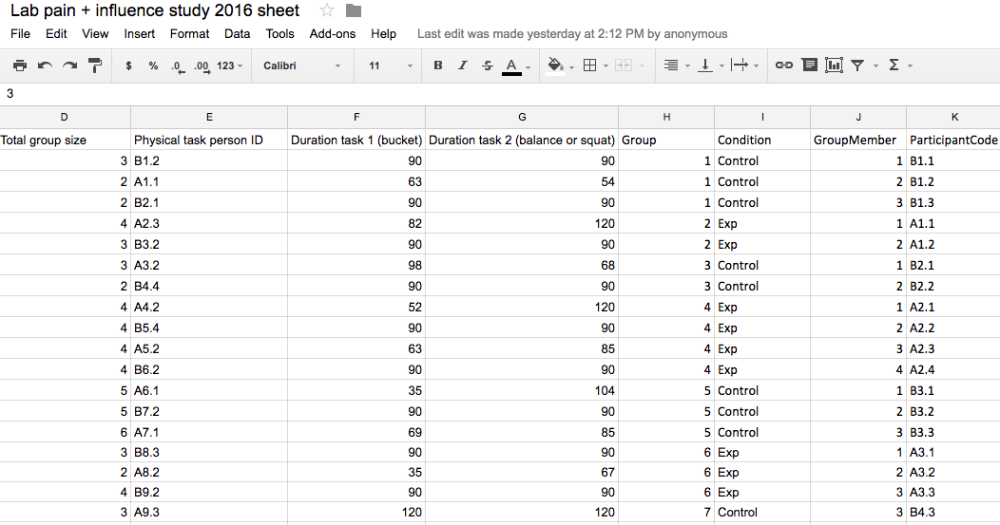 Lab pain + influence study 2016 sheet
File Edit View Insert Format Data Tools Add-ons Help Last edit was made yesterday at 2:12 PM by anonymous
$ % .0 .00 123 Calibri 11 B I S A Σ
3
D E F G H I J K
Total group size Physical task person ID Duration task 1 (bucket) Duration task 2 (balance or squat) Group Condition GroupMember ParticipantCode
3 B1.2 90 90 1 Control 1 B1.1
2 A1.1 63 54 1 Control 2 B1.2
2 B2.1 90 90 1 Control 3 B1.3
4 A2.3 82 120 2 Exp 1 A1.1
3 B3.2 90 90 2 Exp 2 A1.2
3 A3.2 98 68 3 Control 1 B2.1
2 B4.4 90 90 3 Control 2 B2.2
4 A4.2 52 120 4 Exp 1 A2.1
4 B5.4 90 90 4 Exp 2 A2.2
4 A5.2 63 85 4 Exp 3 A2.3
4 B6.2 90 90 4 Exp 4 A2.4
5 A6.1 35 104 5 Control 1 B3.1
5 B7.2 90 90 5 Control 2 B3.2
6 A7.1 69 85 5 Control 3 B3.3
3 B8.3 90 90 6 Exp 1 A3.1
2 A8.2 35 67 6 Exp 2 A3.2
4 B9.2 90 90 6 Exp 3 A3.3
3 A9.3 120 120 7 Control 3 B4.3